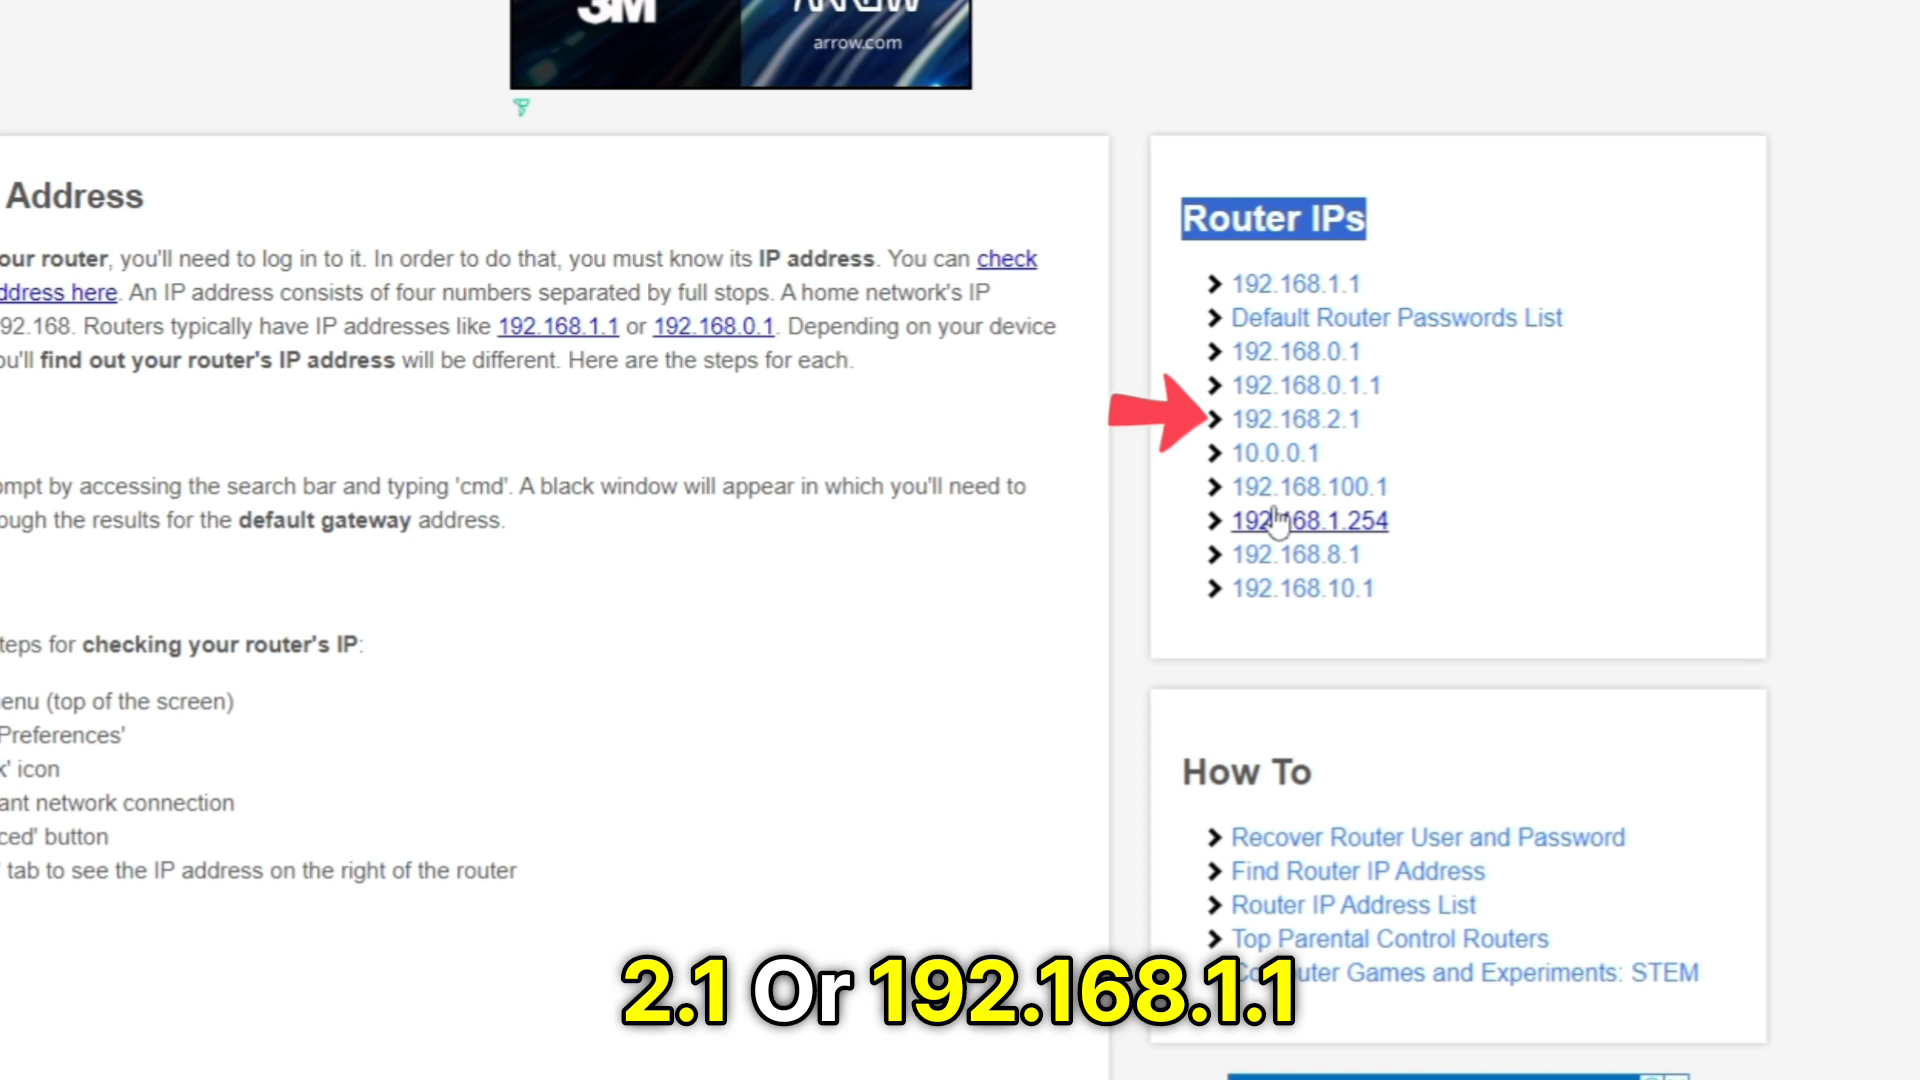 3M
arrow.com
Address
our router, you'll need to log in to it. In order to do that, you must know its IP address. You can check
ddress here. An IP address consists of four numbers separated by full stops. A home network's IP
92.168. Routers typically have IP addresses like 192.168.1.1 or 192.168.0.1. Depending on your device
ou'll find out your router's IP address will be different. Here are the steps for each.
ompt by accessing the search bar and typing 'cmd'. A black window will appear in which you'll need to
ough the results for the default gateway address.
teps for checking your router's IP:
enu (top of the screen)
Preferences'
k' icon
ant network connection
ced' button
' tab to see the IP address on the right of the router
Router IPs
192.168.1.1
Default Router Passwords List
192.168.0.1
192.168.0.1.1
192.168.2.1
10.0.0.1
192.168.100.1
192.168.1.254
192.168.8.1
192.168.10.1
How To
Recover Router User and Password
Find Router IP Address
Router IP Address List
Top Parental Control Routers
Computer Games and Experiments: STEM
2.1 Or 192.168.1.1